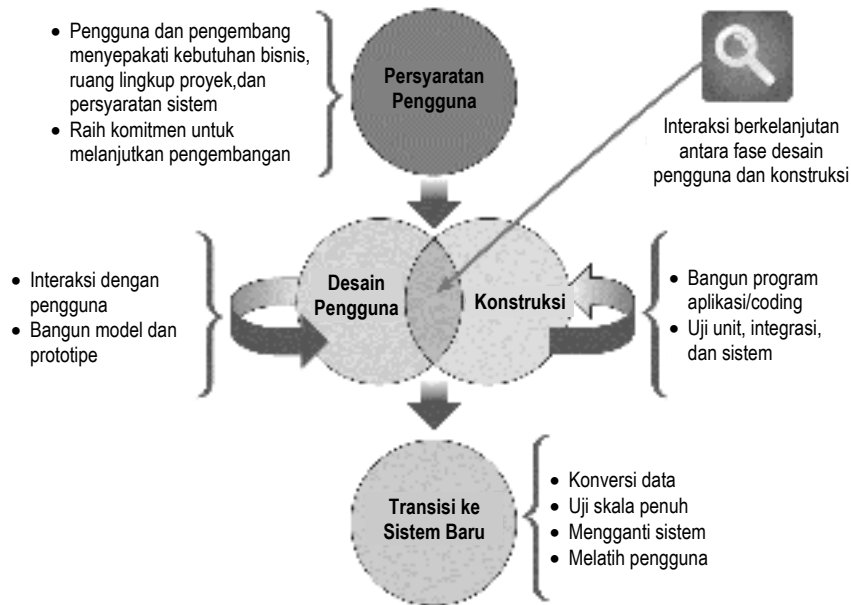 • Pengguna dan pengembang
menyepakati kebutuhan bisnis,
ruang lingkup proyek,dan
persyaratan sistem
• Raih komitmen untuk
melanjutkan pengembangan
Persyaratan
Pengguna
Interaksi berkelanjutan
antara fase desain
pengguna dan konstruksi
• Interaksi dengan
pengguna
• Bangun model dan
prototipe
Desain
Pengguna
Konstruksi
• Bangun program
aplikasi/coding
• Uji unit, integrasi,
dan sistem
Transisi ke
Sistem Baru
• Konversi data
• Uji skala penuh
• Mengganti sistem
• Melatih pengguna